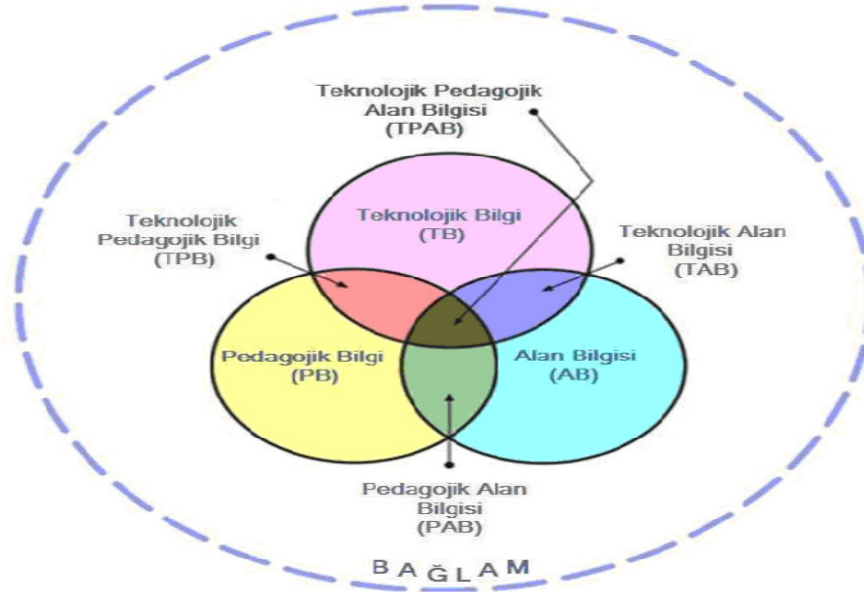 Teknolojik Pedagojik
Alan Bilgisi
(TPAB)
Teknolojik Bilgi
(TB)
Teknolojik
Pedagojik Bilgi
(TPB)
Teknolojik Alan
Bilgisi
(TAB)
Pedagojik Bilgi
(PB)
Alan Bilgisi
(AB)
Pedagojik Alan
Bilgisi
(PAB)
BAĞLAM